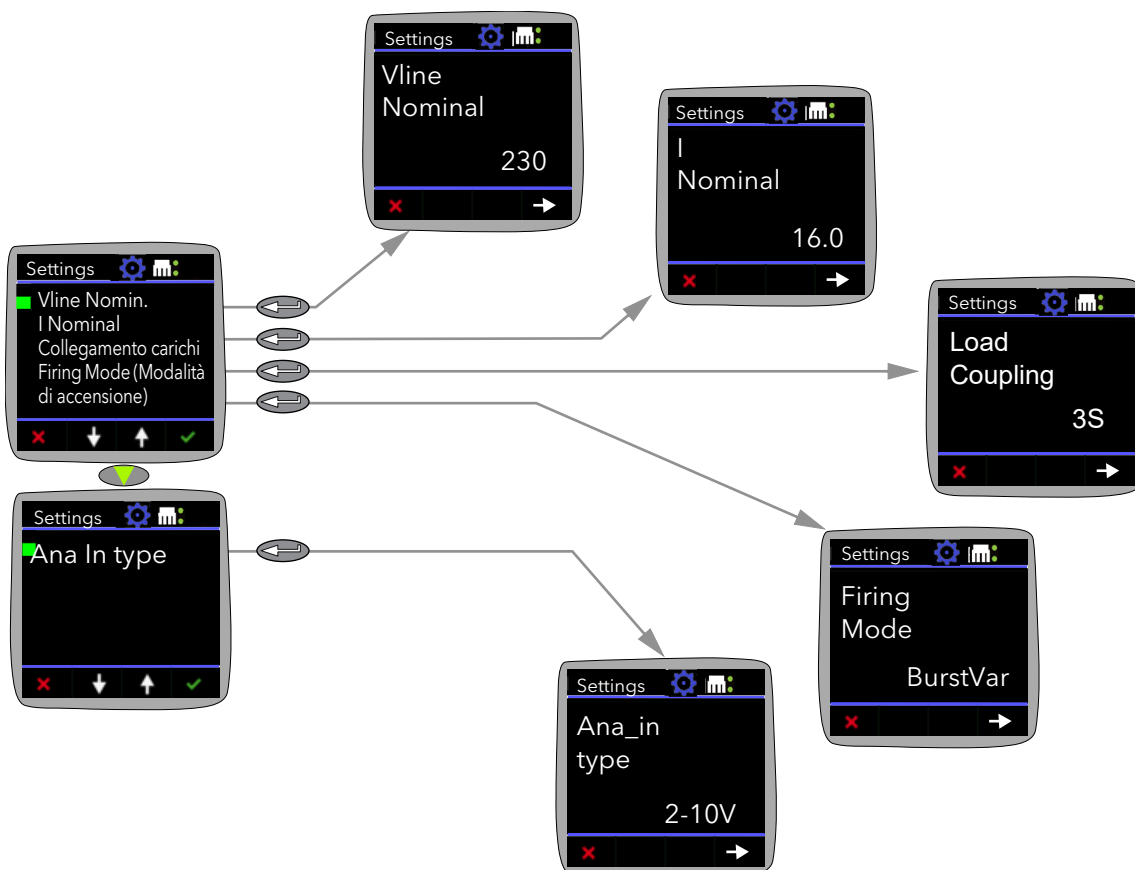 Settings
Vline
Nominal
230
Settings
I
Nominal
16.0
Settings
Vline Nomin.
I Nominal
Collegamento carichi
Firing Mode (Modalità
di accensione)
Settings
Load
Coupling
3S
Settings
Ana In type
Settings
Firing
Mode
BurstVar
Settings
Ana_in
type
2-10V